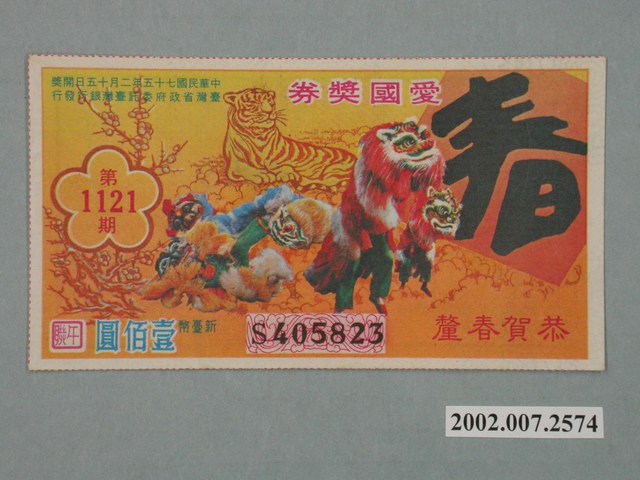 中華民國七十五年二月十五日開獎
臺灣省政府委託臺灣銀行發行
愛國獎券
春
第
1121
期
恭賀春釐
S405823
新臺幣
壹佰圓
午聯
2002.007.2574